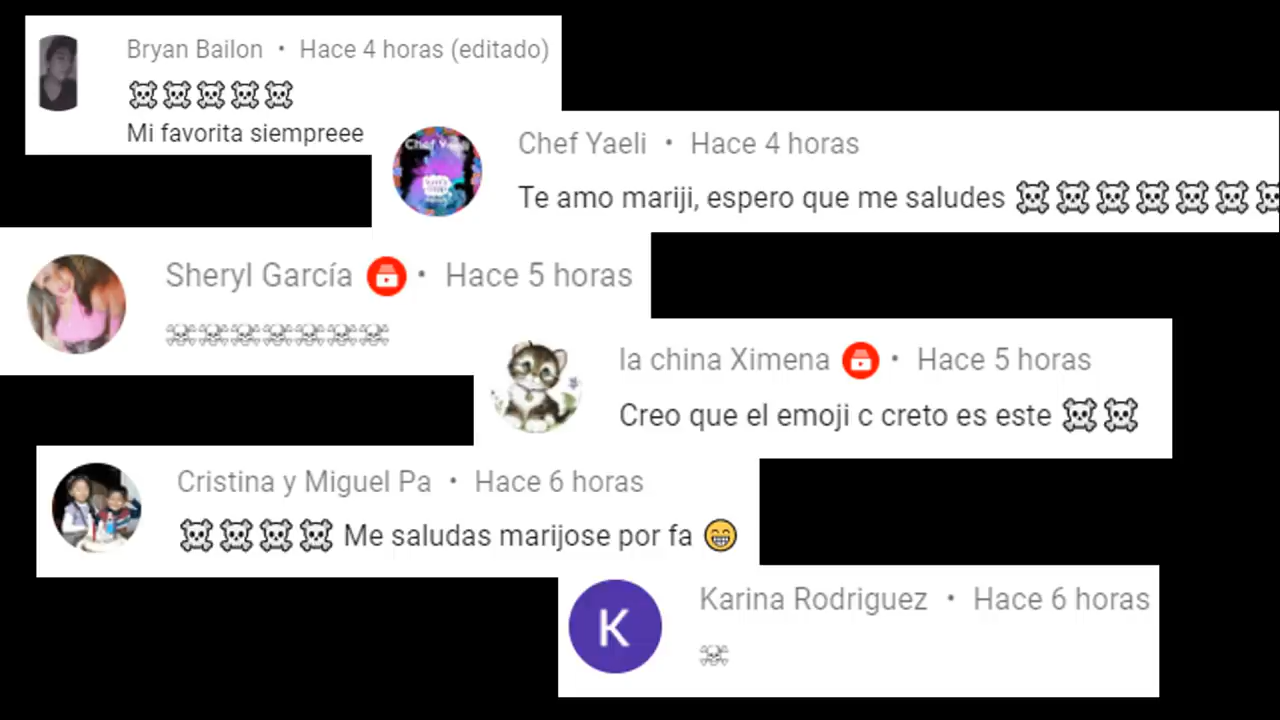 Bryan Bailon • Hace 4 horas (editado)
☠☠☠☠☠
Mi favorita siempreee
Chef Yaeli
Chef Yaeli • Hace 4 horas
Te amo mariji, espero que me saludes ☠☠☠☠☠☠☠
Sheryl García • Hace 5 horas
☠☠☠☠☠☠☠
la china Ximena • Hace 5 horas
Creo que el emoji c creto es este ☠☠
Cristina y Miguel Pa • Hace 6 horas
☠☠☠☠ Me saludas marijose por fa 😁
K
Karina Rodriguez • Hace 6 horas
☠